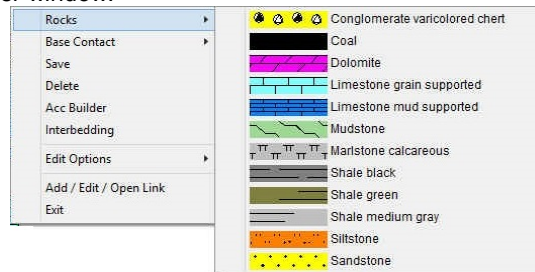 Rocks
Base Contact
Save
Delete
Acc Builder
Interbedding
Edit Options
Add / Edit / Open Link
Exit
Conglomerate varicolored chert
Coal
Dolomite
Limestone grain supported
Limestone mud supported
Mudstone
Marlstone calcareous
Shale black
Shale green
Shale medium gray
Siltstone
Sandstone